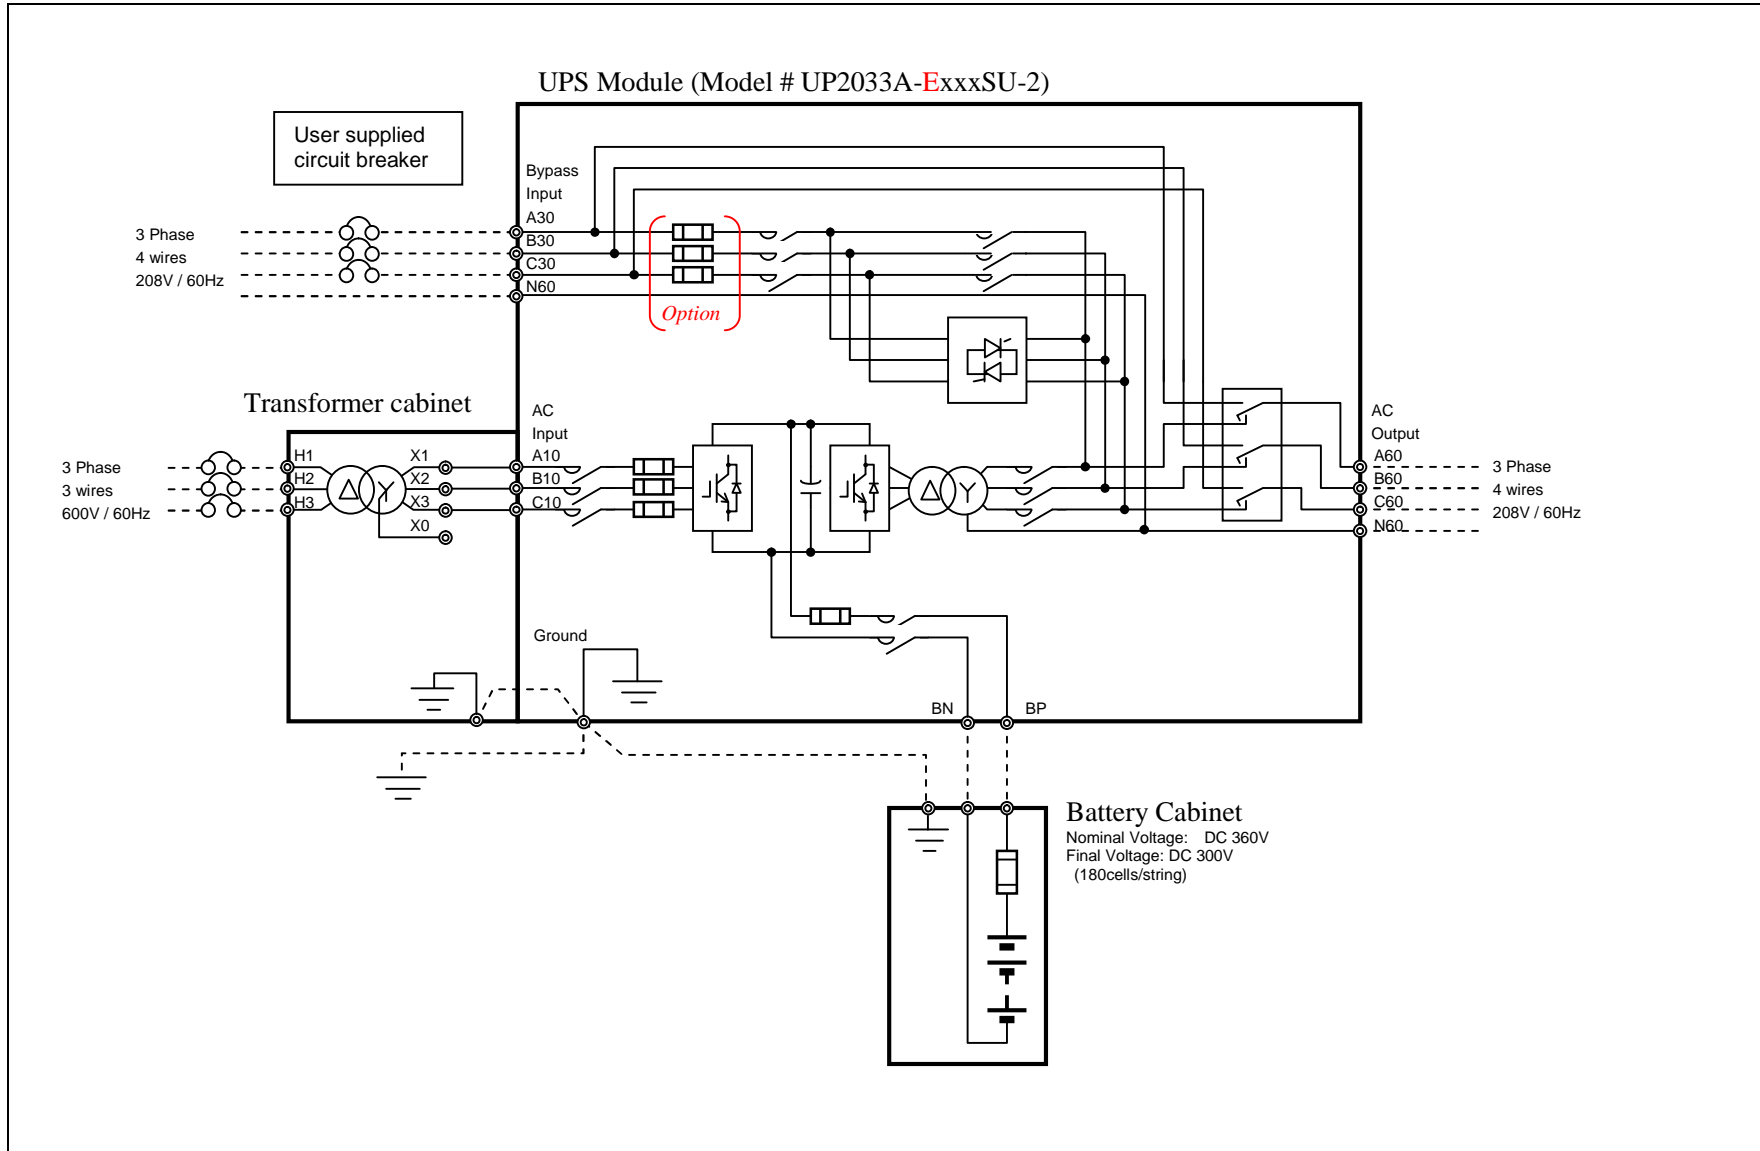 UPS Module (Model # UP2033A-ExxxSU-2)
User supplied
circuit breaker
Bypass
Input
A30
B30
C30
N60
3 Phase
4 wires
208V / 60Hz
Option
Transformer cabinet
AC
Input
A10
B10
C10
H1
H2
H3
X1
X2
X3
X0
3 Phase
3 wires
600V / 60Hz
AC
Output
A60
B60
C60
N60
3 Phase
4 wires
208V / 60Hz
Ground
BN
BP
Battery Cabinet
Nominal Voltage: DC 360V
Final Voltage: DC 300V
(180cells/string)